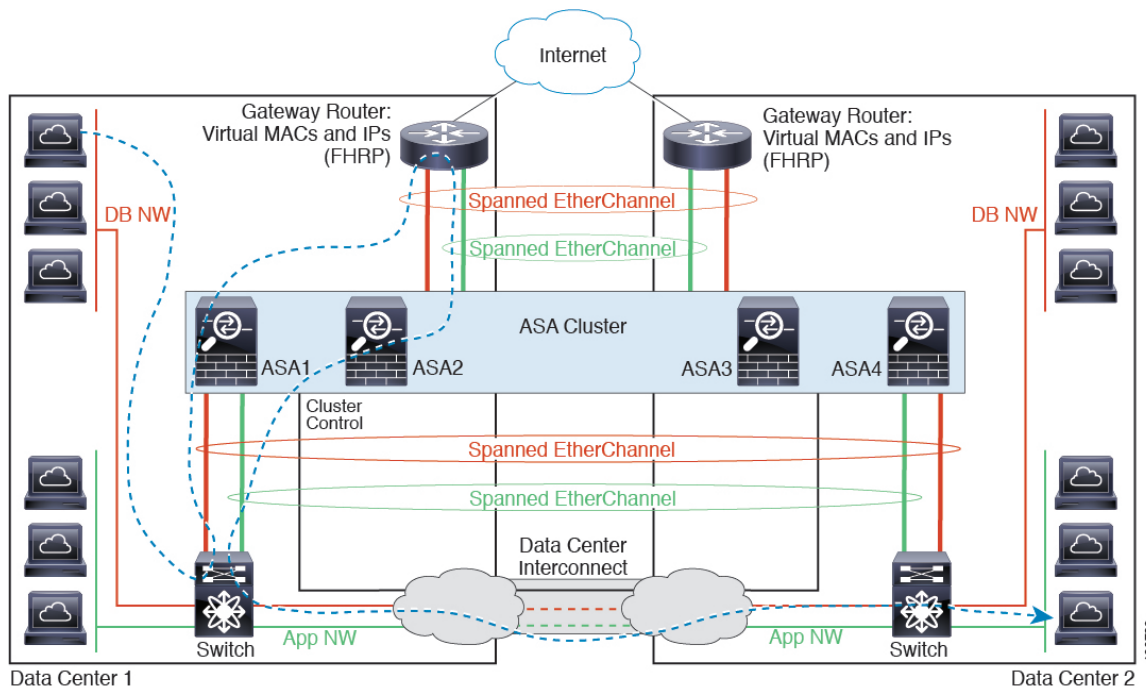 Internet
Gateway Router:
Virtual MACs and IPs
(FHRP)
Gateway Router:
Virtual MACs and IPs
(FHRP)
DB NW
Spanned EtherChannel
DB NW
Spanned EtherChannel
ASA Cluster
ASA1
ASA2
ASA3
ASA4
Cluster
Control
Spanned EtherChannel
Spanned EtherChannel
Data Center
Interconnect
Switch
App NW
App NW
Switch
Data Center 1
Data Center 2